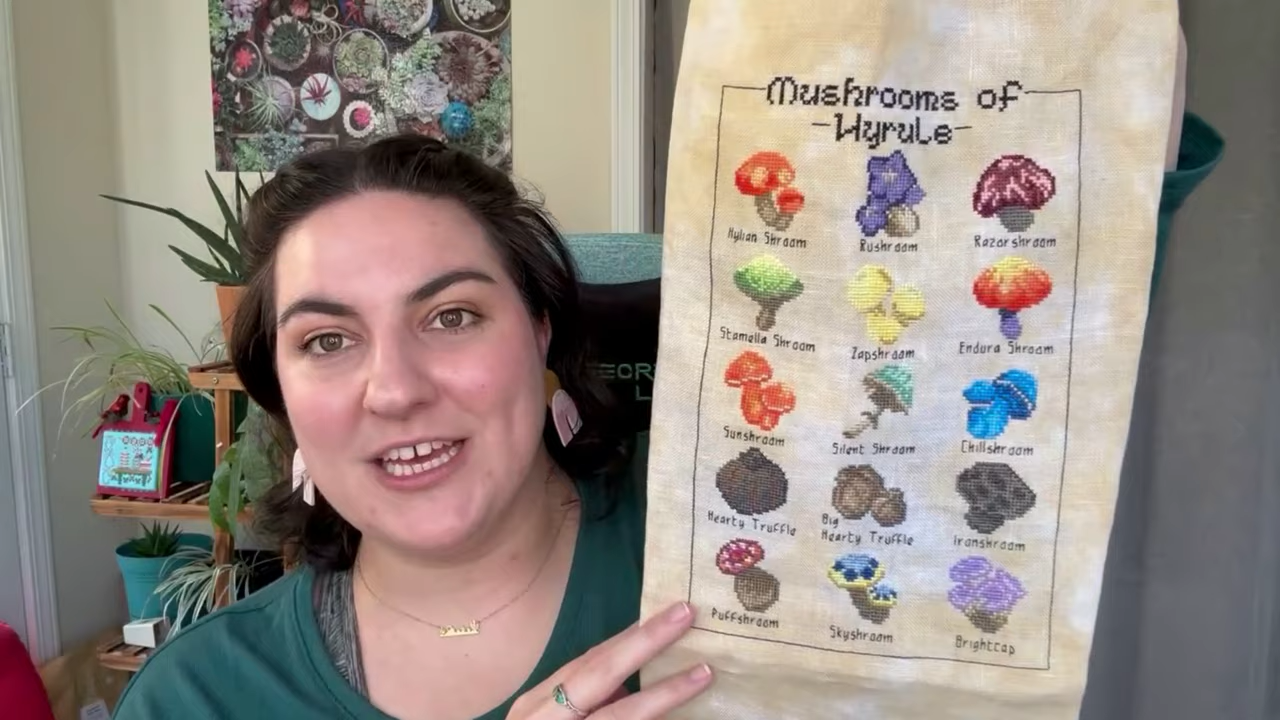 Mushrooms of
Hyrule
Hylian Shroom
Rushroom
Razorshroom
Stamella Shroom
Zapshroom
Endura Shroom
Sunshroom
Silent Shroom
Chillshroom
Hearty Truffle
Big
Hearty Truffle
Ironshroom
Puffshroom
Skyshroom
Brightcap